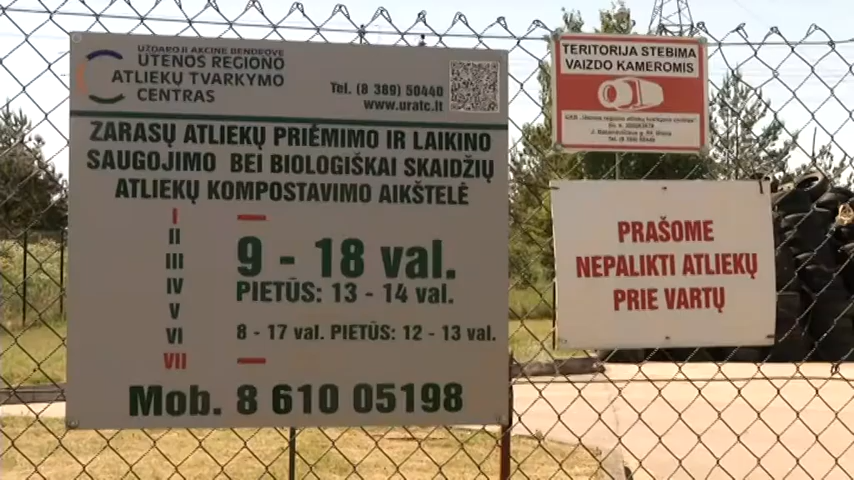 UŽDAROJI AKCINĖ BENDROVĖ
UTENOS REGIONO
ATLIEKŲ TVARKYMO
CENTRAS
Tel. (8 389) 50440
www.uratc.lt
ZARASŲ ATLIEKŲ PRIĖMIMO IR LAIKINO
SAUGOJIMO BEI BIOLOGIŠKAI SKAIDŽIŲ
ATLIEKŲ KOMPOSTAVIMO AIKŠTELĖ
I –
II
III 9 - 18 val.
IV PIETŪS: 13 - 14 val.
V
VI 8 - 17 val. PIETŪS: 12 - 13 val.
VII –
Mob. 8 610 05198
TERITORIJA STEBIMA
VAIZDO KAMEROMIS
PRAŠOME
NEPALIKTI ATLIEKŲ
PRIE VARTŲ